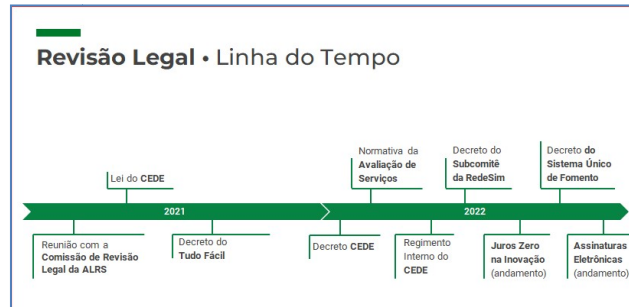 Revisão Legal • Linha do Tempo
Lei do CEDE
Normativa da
Avaliação de
Serviços
Decreto do
Subcomitê
da RedeSim
Decreto do
Sistema Único
de Fomento
2021
2022
Reunião com a
Comissão de Revisão
Legal da ALRS
Decreto do
Tudo Fácil
Decreto CEDE
Regimento
Interno do
CEDE
Juros Zero
na Inovação
(andamento)
Assinaturas
Eletrônicas
(andamento)